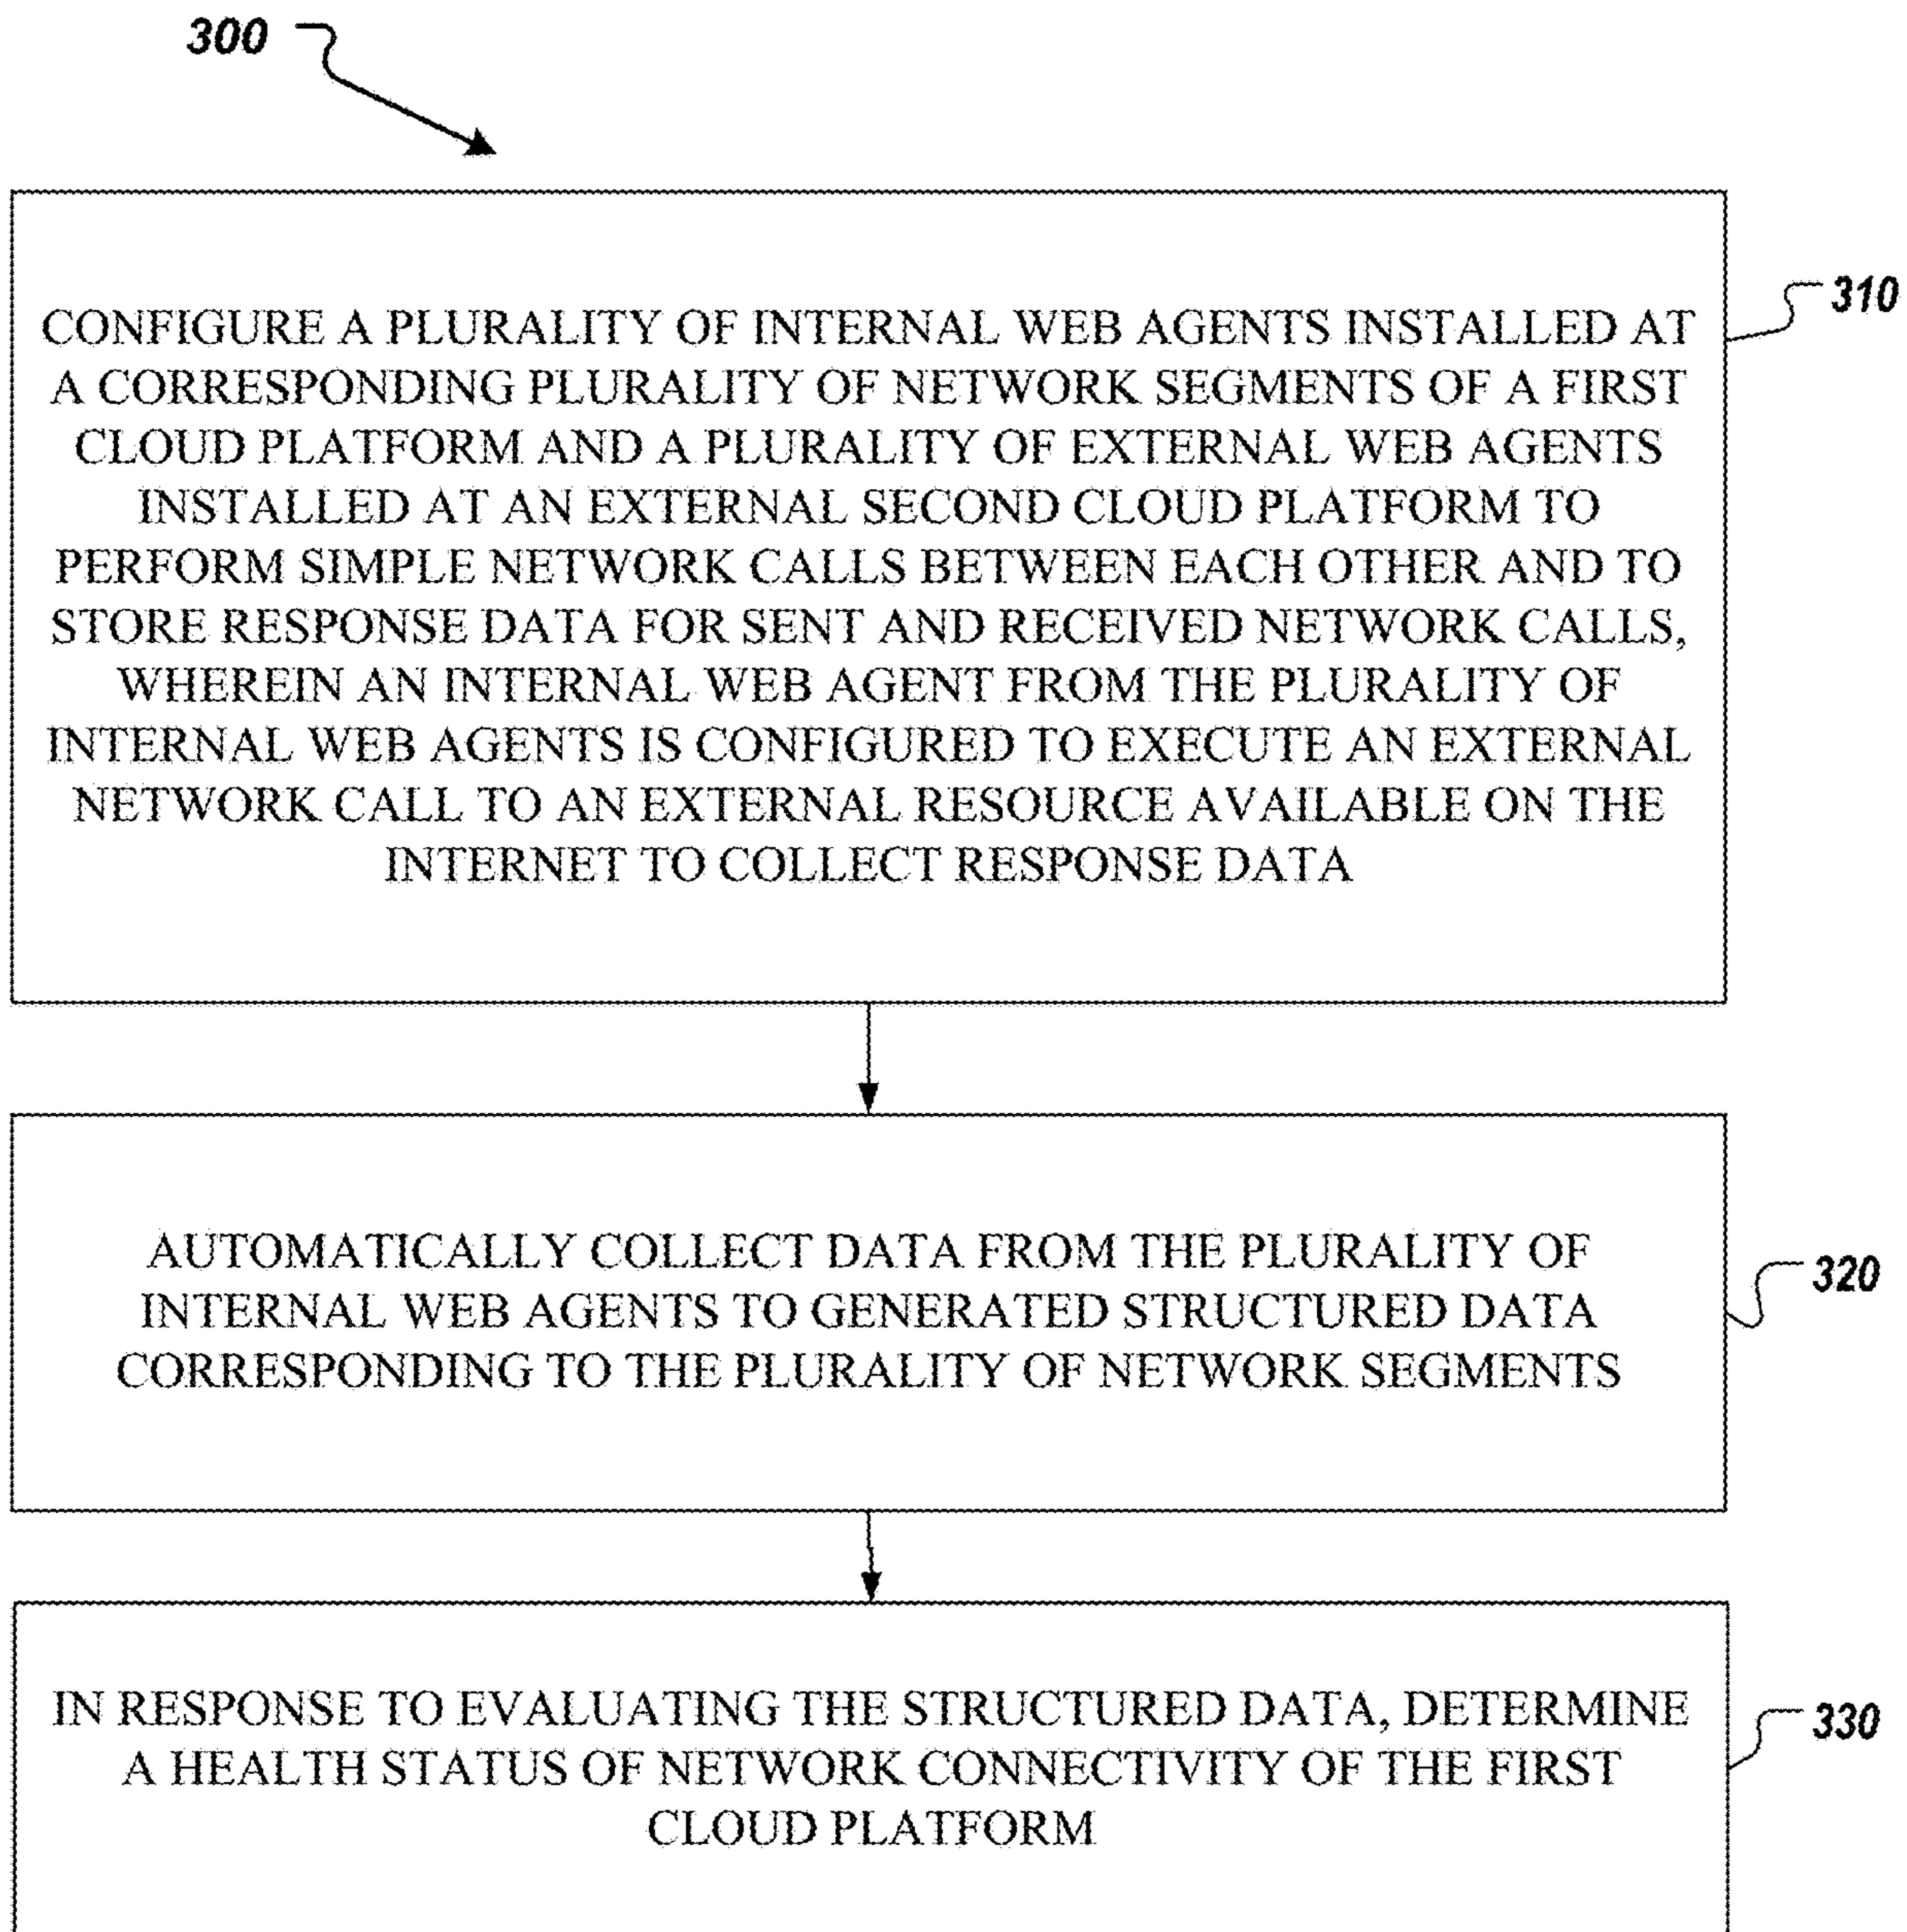 300
CONFIGURE A PLURALITY OF INTERNAL WEB AGENTS INSTALLED AT
A CORRESPONDING PLURALITY OF NETWORK SEGMENTS OF A FIRST
CLOUD PLATFORM AND A PLURALITY OF EXTERNAL WEB AGENTS
INSTALLED AT AN EXTERNAL SECOND CLOUD PLATFORM TO
PERFORM SIMPLE NETWORK CALLS BETWEEN EACH OTHER AND TO
STORE RESPONSE DATA FOR SENT AND RECEIVED NETWORK CALLS,
WHEREIN AN INTERNAL WEB AGENT FROM THE PLURALITY OF
INTERNAL WEB AGENTS IS CONFIGURED TO EXECUTE AN EXTERNAL
NETWORK CALL TO AN EXTERNAL RESOURCE AVAILABLE ON THE
INTERNET TO COLLECT RESPONSE DATA
310
AUTOMATICALLY COLLECT DATA FROM THE PLURALITY OF
INTERNAL WEB AGENTS TO GENERATED STRUCTURED DATA
CORRESPONDING TO THE PLURALITY OF NETWORK SEGMENTS
320
IN RESPONSE TO EVALUATING THE STRUCTURED DATA, DETERMINE
A HEALTH STATUS OF NETWORK CONNECTIVITY OF THE FIRST
CLOUD PLATFORM
330